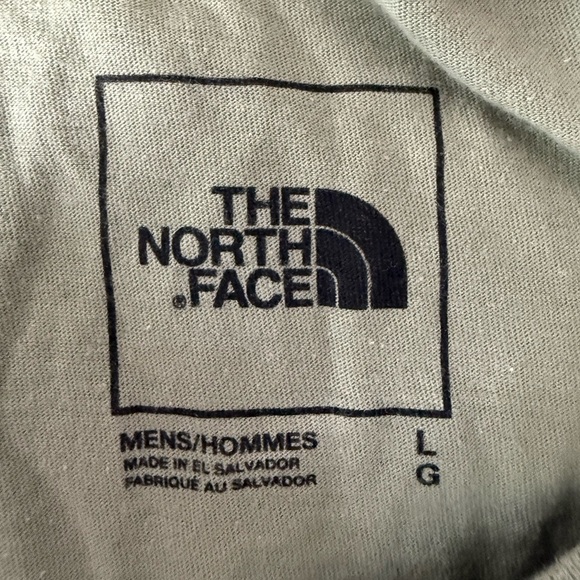 THE
NORTH
®FACE
MENS/HOMMES L
MADE IN EL SALVADOR G
FABRIQUÉ AU SALVADOR